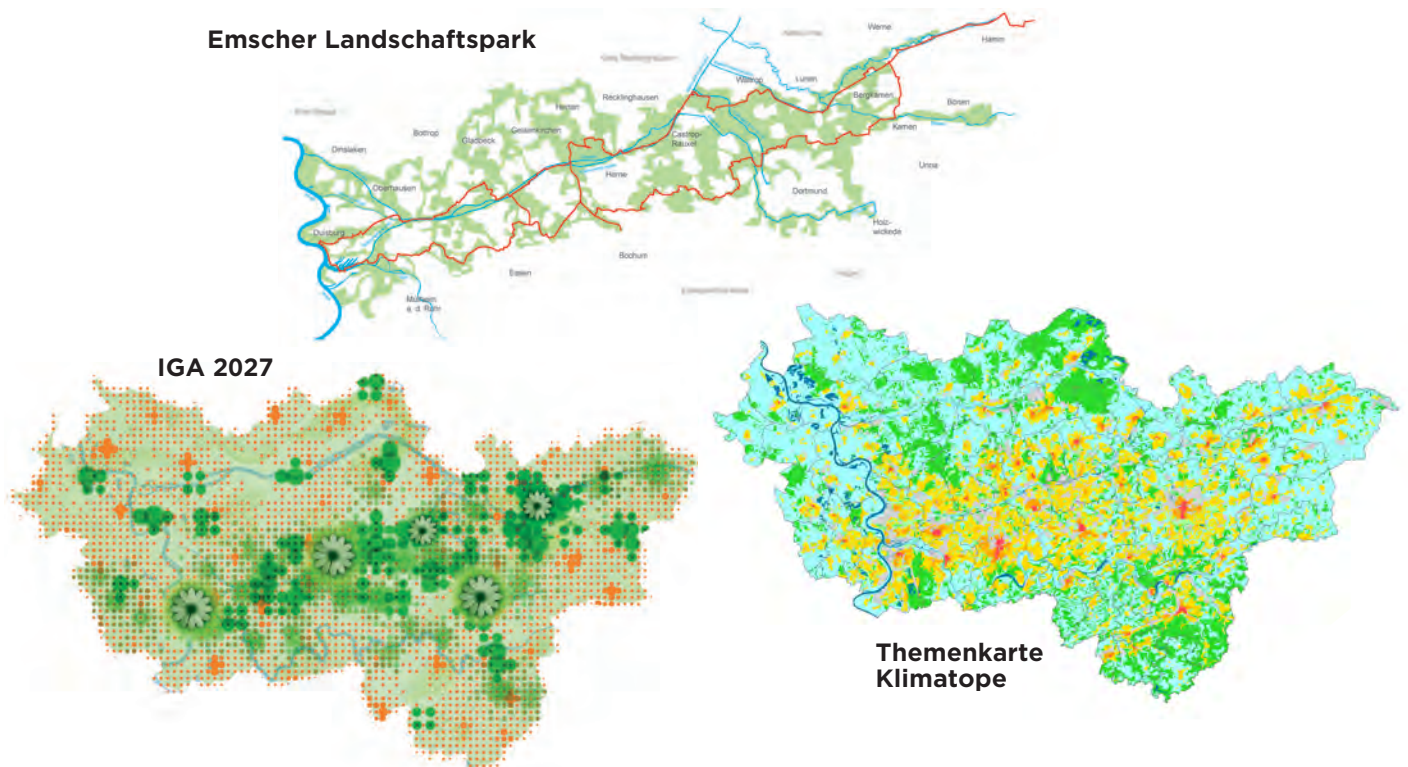 Emscher Landschaftspark
Werne
Hamm
Waltrop
Lünen
Recklinghausen
Herten
Bergkamen
Bönen
Kamen
Gelsenkirchen
Gladbeck
Bottrop
Castrop-
Rauxel
Dinslaken
Unna
Herne
Oberhausen
Dortmund
Holz-
wickede
Duisburg
Bochum
Essen
Mülheim
a. d. Ruhr
IGA 2027
Themenkarte
Klimatope